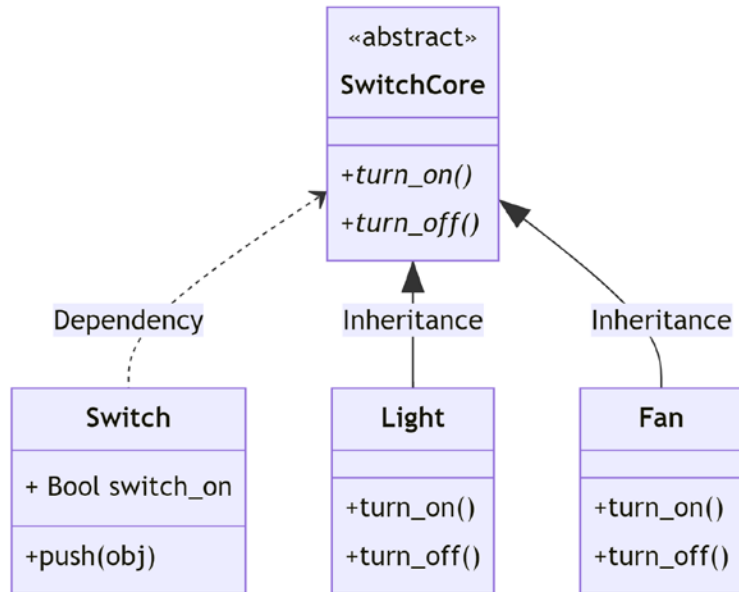 «abstract»
SwitchCore
+turn_on()
+turn_off()
Dependency
Inheritance
Inheritance
Switch
+ Bool switch_on
+push(obj)
Light
+turn_on()
+turn_off()
Fan
+turn_on()
+turn_off()